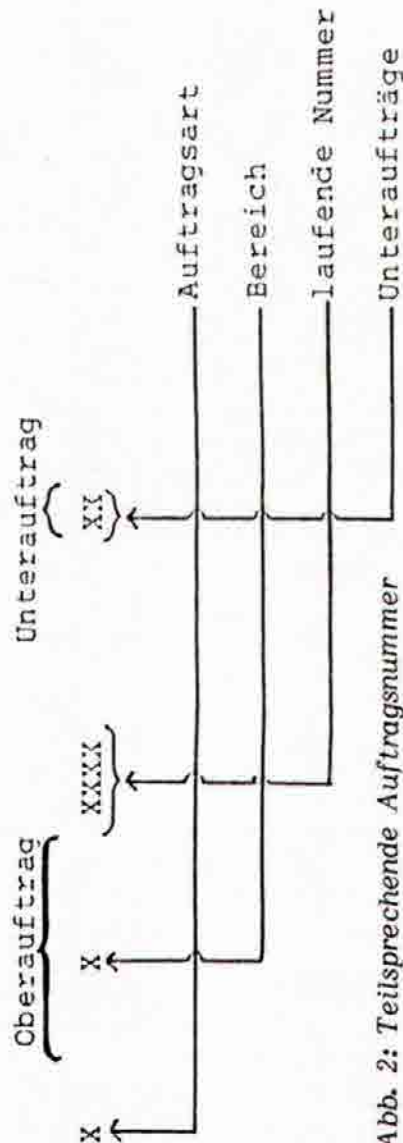 Oberauftrag Unterauftrag
X X XXXX XX
Auftragsart
Bereich
laufende Nummer
Unteraufträge
Abb. 2: Teilsprechende Auftragsnummer